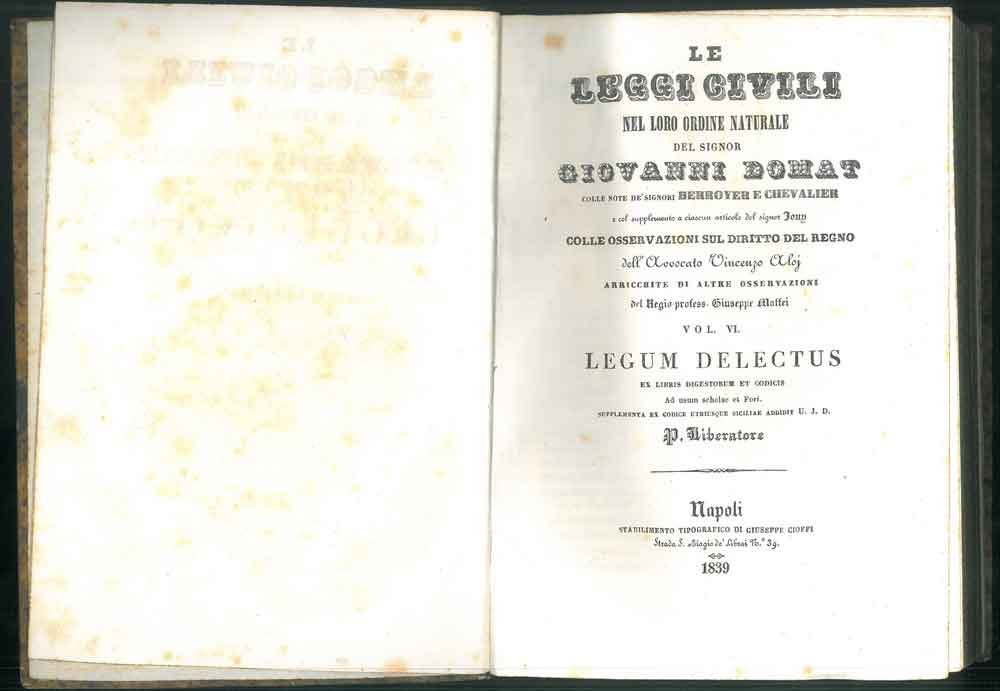 LE
LEGGI CIVILI
NEL LORO ORDINE NATURALE
DEL SIGNOR
GIOVANNI DOMAT
COLLE NOTE DE' SIGNORI BERROYER E CHEVALIER
e col supplemento a ciascun articolo del signor Jouy
COLLE OSSERVAZIONI SUL DIRITTO DEL REGNO
dell' Avvocato Vincenzo Aloj
ARRICCHITE DI ALTRE OSSERVAZIONI
del Regio profess. Giuseppe Maffei
VOL. VI.
LEGUM DELECTUS
EX LIBRIS DIGESTORUM ET CODICIS
Ad usum scholae et Fori.
SUPPLEMENTA EX CODICE UTRIUSQUE SICILIAE ADDIDIT U. J. D.
P. Liberatore
Napoli
STABILIMENTO TIPOGRAFICO DI GIUSEPPE CIOFFI
Strada S. Biagio de' Librai N.° 39.
1839